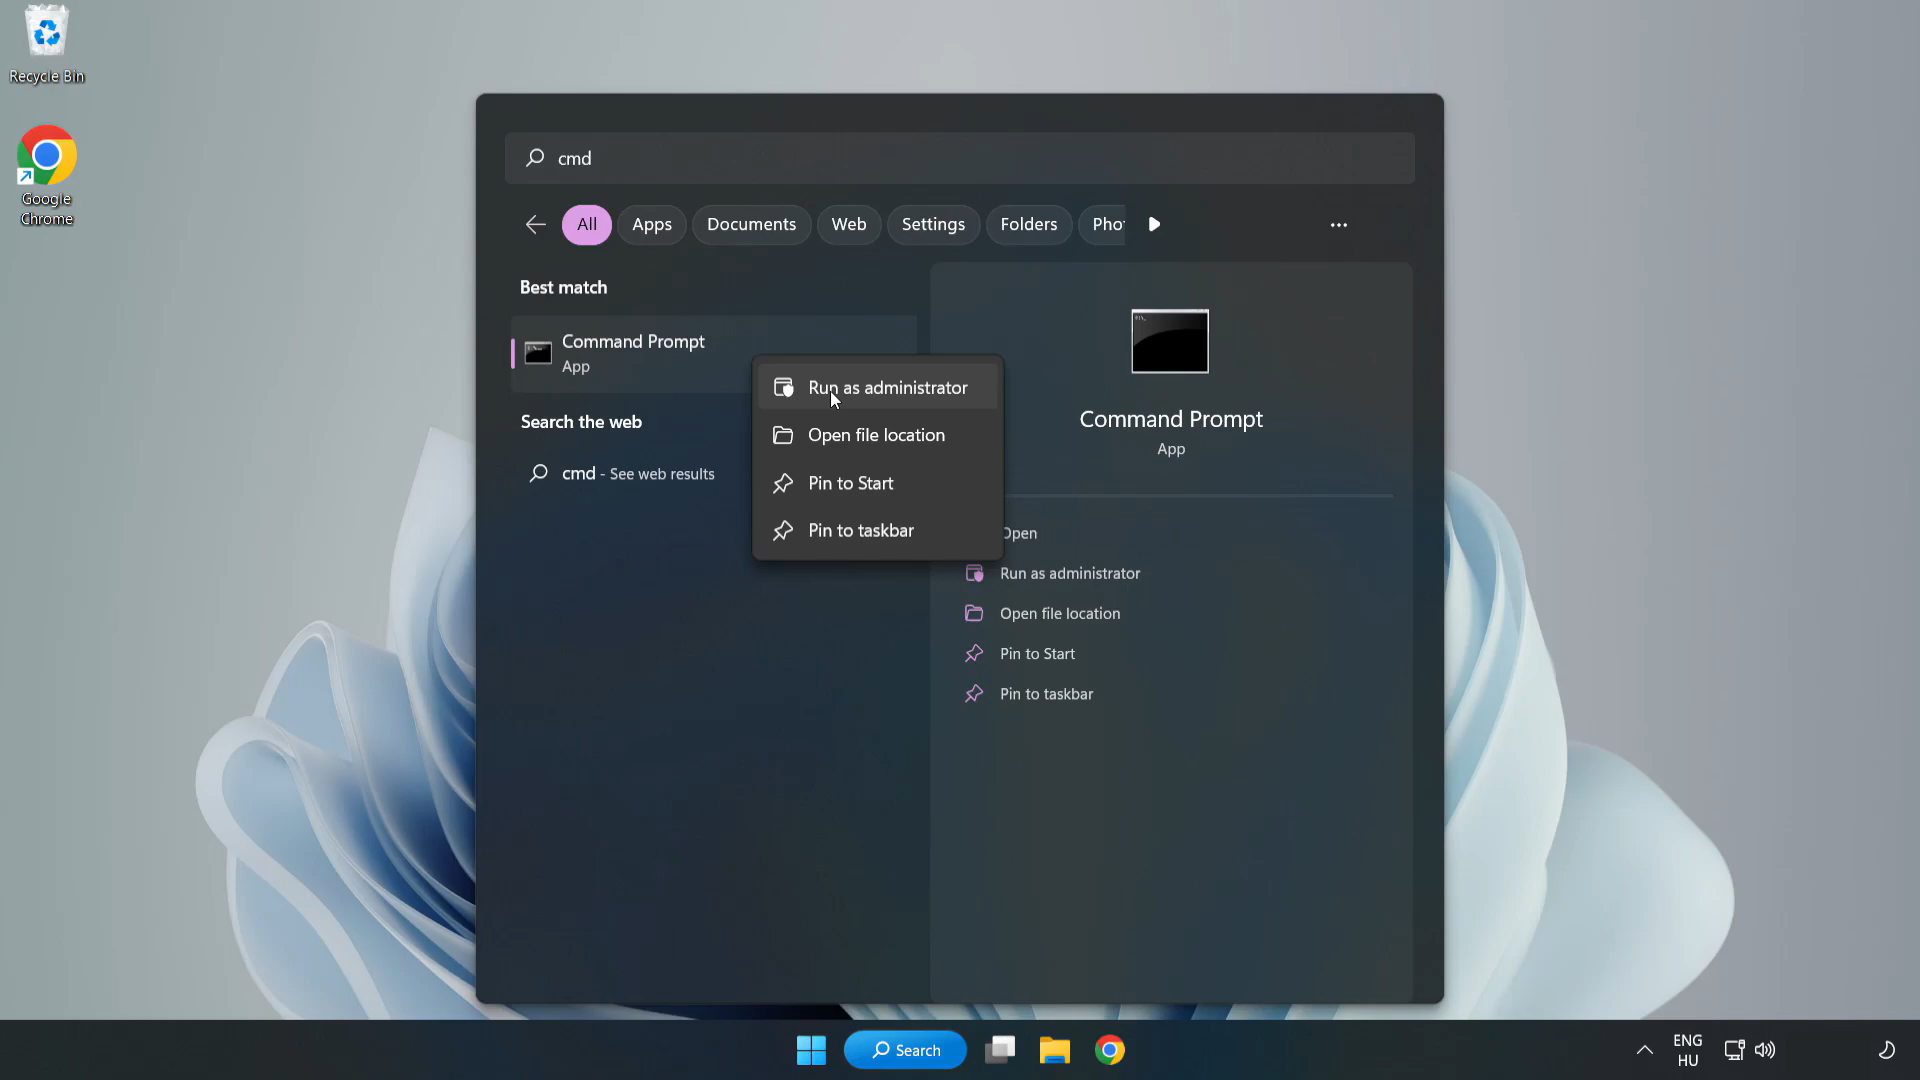 Recycle Bin
Google
Chrome
cmd
All
Apps
Documents
Web
Settings
Folders
Best match
Command Prompt
App
Search the web
cmd - See web results
Run as administrator
Open file location
Pin to Start
Pin to taskbar
Command Prompt
App
Open
Run as administrator
Open file location
Pin to Start
Pin to taskbar
Search
ENG
HU